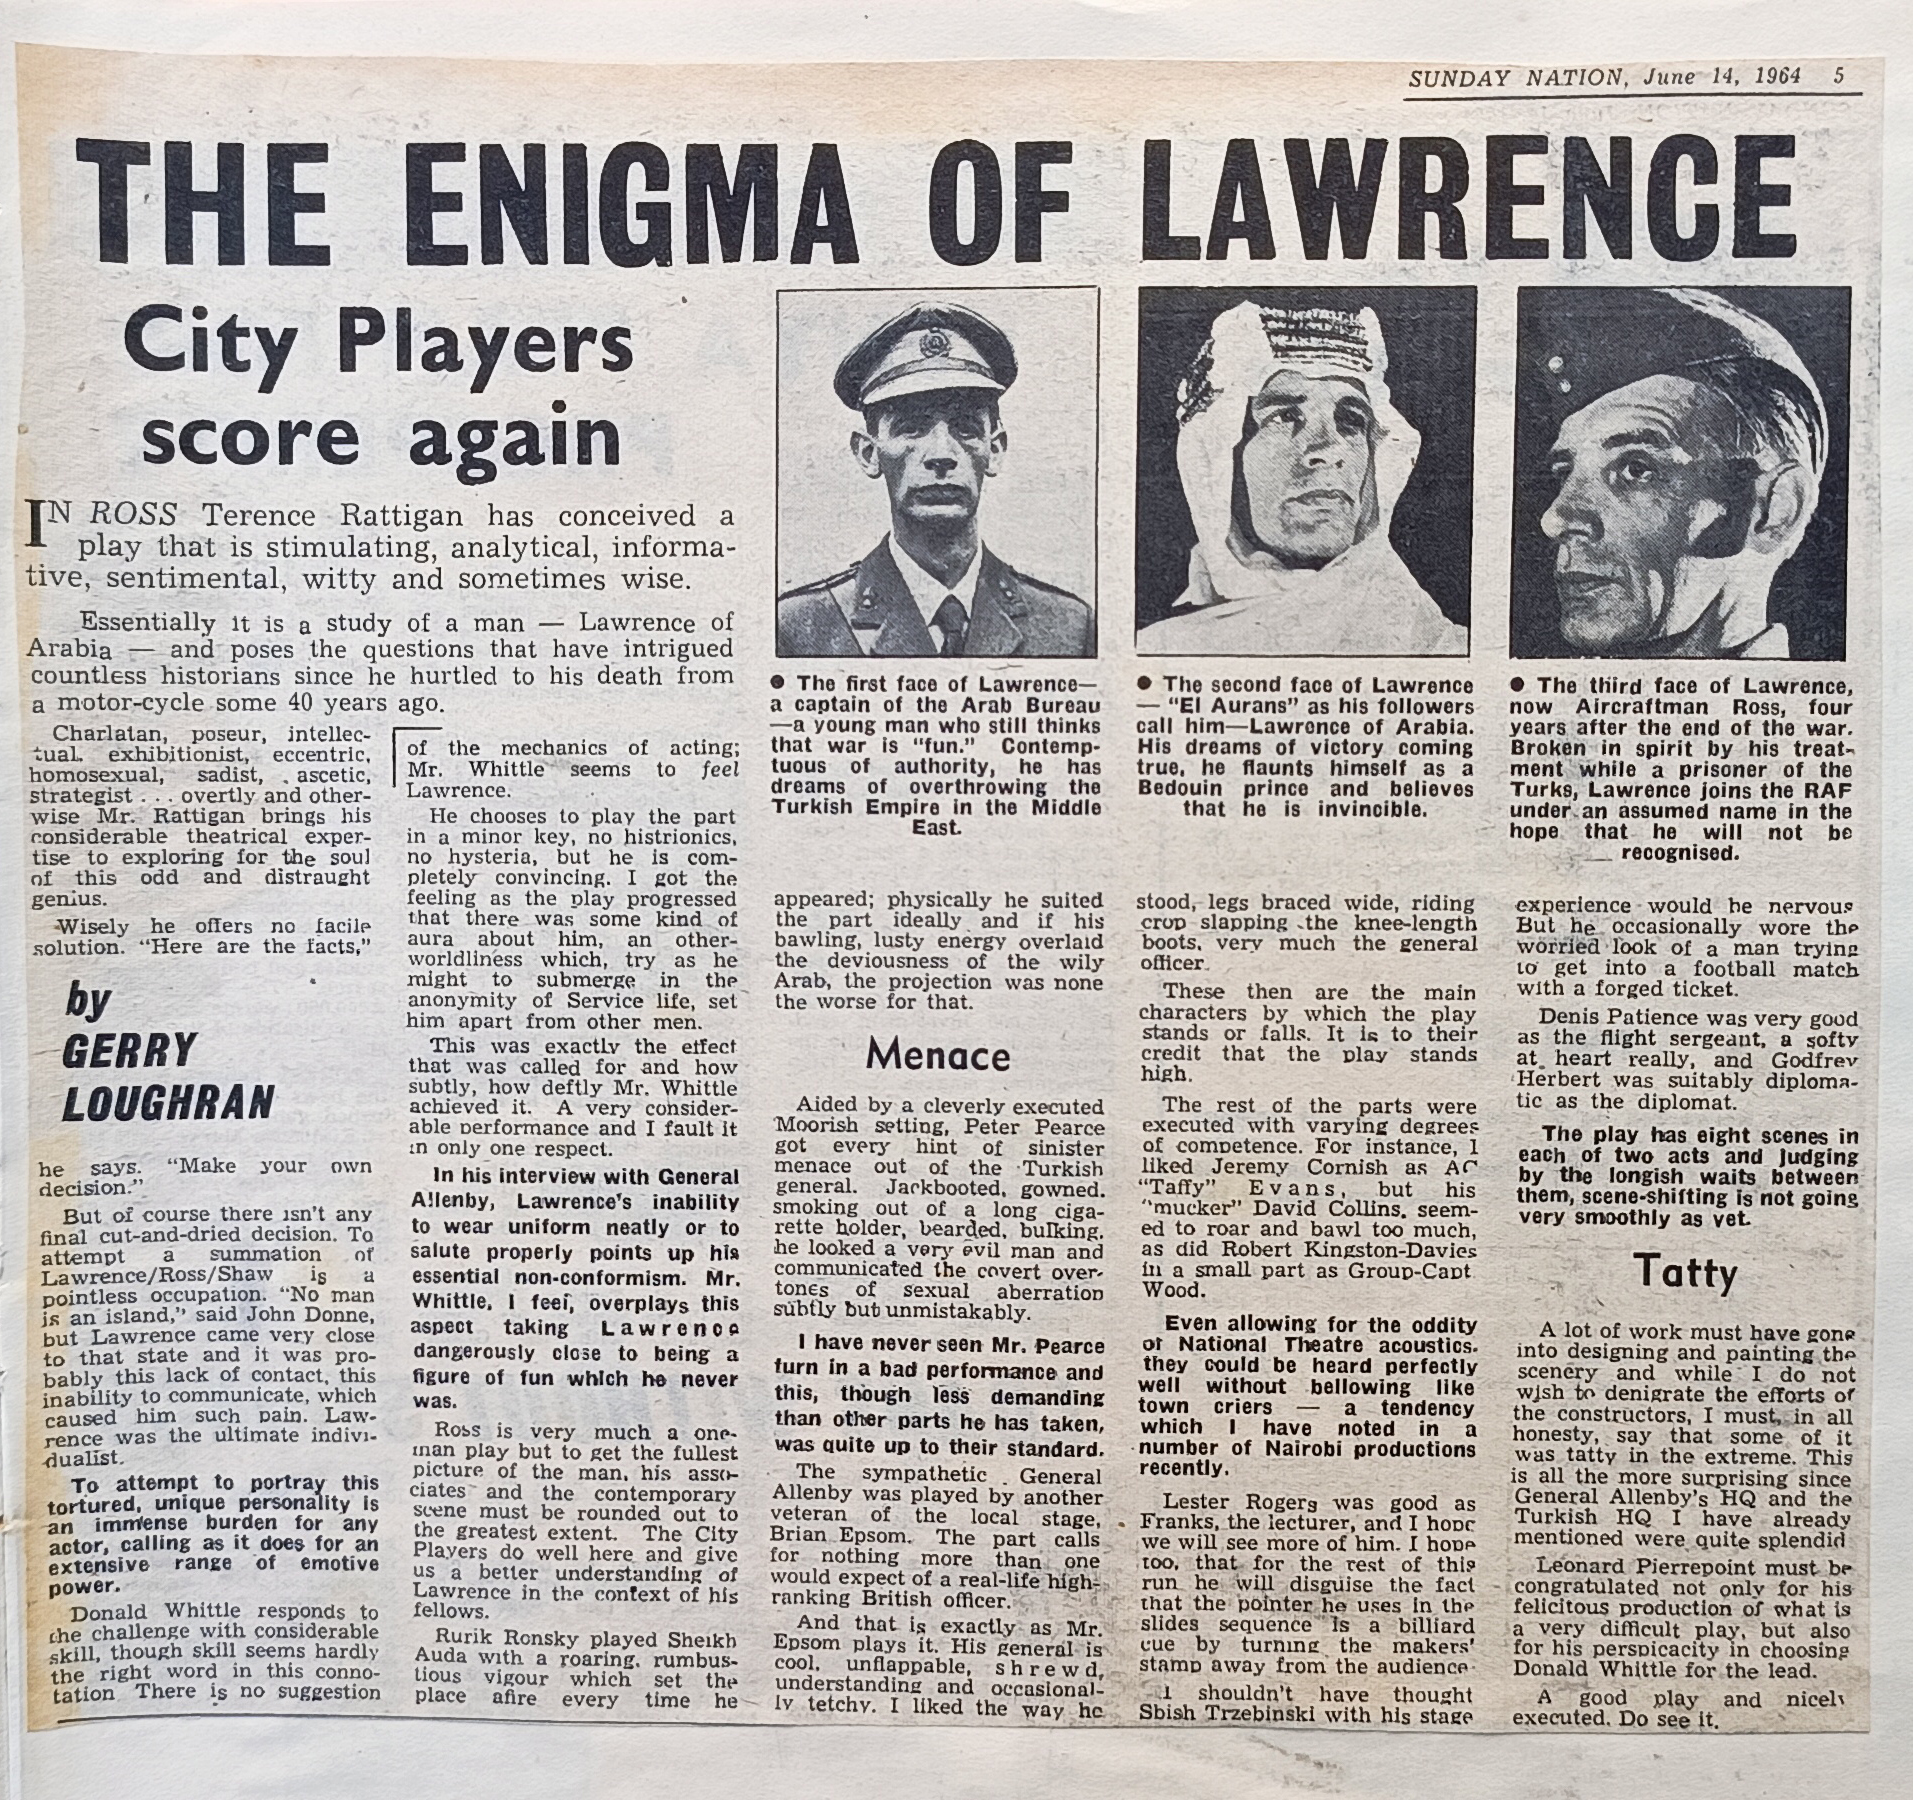 SUNDAY NATION, June 14, 1964 5
THE ENIGMA OF LAWRENCE
City Players
score again
IN ROSS Terence Rattigan has conceived a
play that is stimulating, analytical, informa-
tive, sentimental, witty and sometimes wise.
Essentially it is a study of a man — Lawrence of
Arabia — and poses the questions that have intrigued
countless historians since he hurtled to his death from
a motor-cycle some 40 years ago.
Charlatan, poseur, intellec-
tual, exhibitionist, eccentric,
homosexual, sadist, ascetic,
strategist . . . overtly and other-
wise Mr. Rattigan brings his
considerable theatrical exper-
tise to exploring for the soul
of this odd and distraught
genius.
Wisely he offers no facile
solution. “Here are the facts,”
by
GERRY
LOUGHRAN
he says. “Make your own
decision.”
But of course there isn't any
final cut-and-dried decision. To
attempt a summation of
Lawrence/Ross/Shaw is a
pointless occupation. “No man
is an island,” said John Donne,
but Lawrence came very close
to that state and it was pro-
bably this lack of contact, this
inability to communicate, which
caused him such pain. Law-
rence was the ultimate indivi-
dualist.
To attempt to portray this
tortured, unique personality is
an immense burden for any
actor, calling as it does for an
extensive range of emotive
power.
Donald Whittle responds to
the challenge with considerable
skill, though skill seems hardly
the right word in this conno-
tation There is no suggestion
of the mechanics of acting;
Mr. Whittle seems to feel
Lawrence.
He chooses to play the part
in a minor key, no histrionics,
no hysteria, but he is com-
pletely convincing. I got the
feeling as the play progressed
that there was some kind of
aura about him, an other-
worldliness which, try as he
might to submerge in the
anonymity of Service life, set
him apart from other men.
This was exactly the effect
that was called for and how
subtly, how deftly Mr. Whittle
achieved it. A very consider-
able performance and I fault it
in only one respect.
In his interview with General
Allenby, Lawrence's inability
to wear uniform neatly or to
salute properly points up his
essential non-conformism. Mr.
Whittle, I feel, overplays this
aspect taking Lawrence
dangerously close to being a
figure of fun which he never
was.
Ross is very much a one-
man play but to get the fullest
picture of the man, his asso-
ciates and the contemporary
scene must be rounded out to
the greatest extent. The City
Players do well here and give
us a better understanding of
Lawrence in the context of his
fellows.
Rurik Ronsky played Sheikh
Auda with a roaring, rumbus-
tious vigour which set the
place afire every time he
● The first face of Lawrence—
a captain of the Arab Bureau
—a young man who still thinks
that war is “fun.” Contemp-
tuous of authority, he has
dreams of overthrowing the
Turkish Empire in the Middle
East.
appeared; physically he suited
the part ideally and if his
bawling, lusty energy overlaid
the deviousness of the wily
Arab, the projection was none
the worse for that.
Menace
Aided by a cleverly executed
Moorish setting, Peter Pearce
got every hint of sinister
menace out of the Turkish
general. Jackbooted, gowned,
smoking out of a long ciga-
rette holder, bearded, bulking,
he looked a very evil man and
communicated the covert over-
tones of sexual aberration
subtly but unmistakably.
I have never seen Mr. Pearce
turn in a bad performance and
this, though less demanding
than other parts he has taken,
was quite up to their standard.
The sympathetic General
Allenby was played by another
veteran of the local stage,
Brian Epsom. The part calls
for nothing more than one
would expect of a real-life high-
ranking British officer.
And that is exactly as Mr.
Epsom plays it. His general is
cool, unflappable, shrewd,
understanding and occasional-
ly tetchy. I liked the way he
● The second face of Lawrence
— “El Aurans” as his followers
call him—Lawrence of Arabia.
His dreams of victory coming
true, he flaunts himself as a
Bedouin prince and believes
that he is invincible.
stood, legs braced wide, riding
crop slapping the knee-length
boots, very much the general
officer.
These then are the main
characters by which the play
stands or falls. It is to their
credit that the play stands
high.
The rest of the parts were
executed with varying degrees
of competence. For instance, I
liked Jeremy Cornish as AC
“Taffy” Evans, but his
“mucker” David Collins, seem-
ed to roar and bawl too much,
as did Robert Kingston-Davies
in a small part as Group-Capt
Wood.
Even allowing for the oddity
of National Theatre acoustics,
they could be heard perfectly
well without bellowing like
town criers — a tendency
which I have noted in a
number of Nairobi productions
recently.
Lester Rogers was good as
Franks, the lecturer, and I hope
we will see more of him. I hope
too, that for the rest of this
run he will disguise the fact
that the pointer he uses in the
slides sequence is a billiard
cue by turning the makers'
stamp away from the audience
I shouldn't have thought
Sbish Trzebinski with his stage
● The third face of Lawrence,
now Aircraftman Ross, four
years after the end of the war.
Broken in spirit by his treat-
ment while a prisoner of the
Turks, Lawrence joins the RAF
under an assumed name in the
hope that he will not be
recognised.
experience would be nervous
But he occasionally wore the
worried look of a man trying
to get into a football match
with a forged ticket.
Denis Patience was very good
as the flight sergeant, a softy
at heart really, and Godfrey
Herbert was suitably diploma-
tic as the diplomat.
The play has eight scenes in
each of two acts and judging
by the longish waits between
them, scene-shifting is not going
very smoothly as yet.
Tatty
A lot of work must have gone
into designing and painting the
scenery and while I do not
wish to denigrate the efforts of
the constructors, I must, in all
honesty, say that some of it
was tatty in the extreme. This
is all the more surprising since
General Allenby's HQ and the
Turkish HQ I have already
mentioned were quite splendid
Leonard Pierrepoint must be
congratulated not only for his
felicitous production of what is
a very difficult play, but also
for his perspicacity in choosing
Donald Whittle for the lead.
A good play and nicely
executed. Do see it.